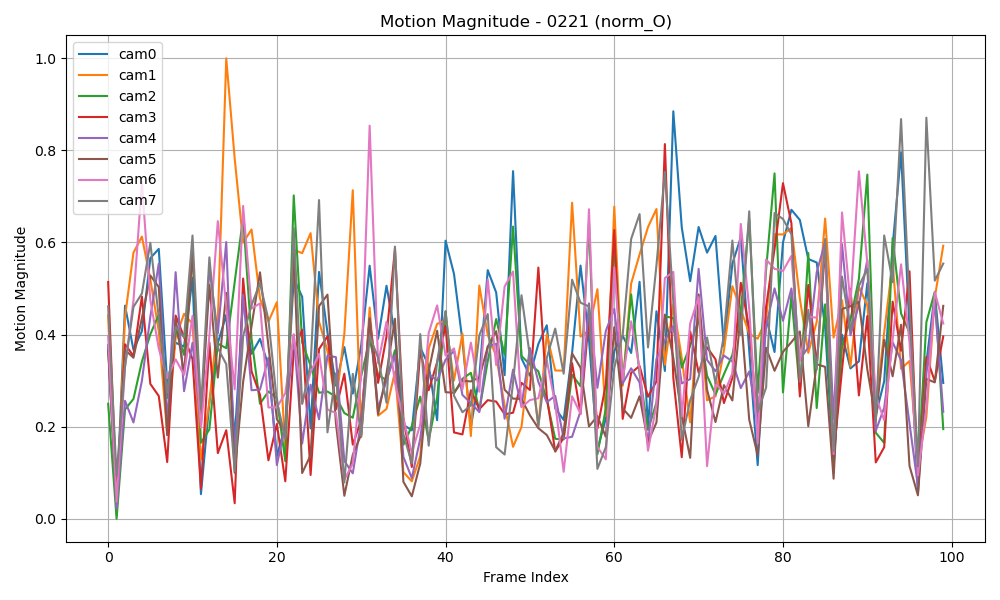 Motion Magnitude - 0221 (norm_O)
cam0
cam1
cam2
cam3
cam4
cam5
cam6
cam7
Motion Magnitude
1.0
0.8
0.6
0.4
0.2
0.0
0
20
40
60
80
100
Frame Index